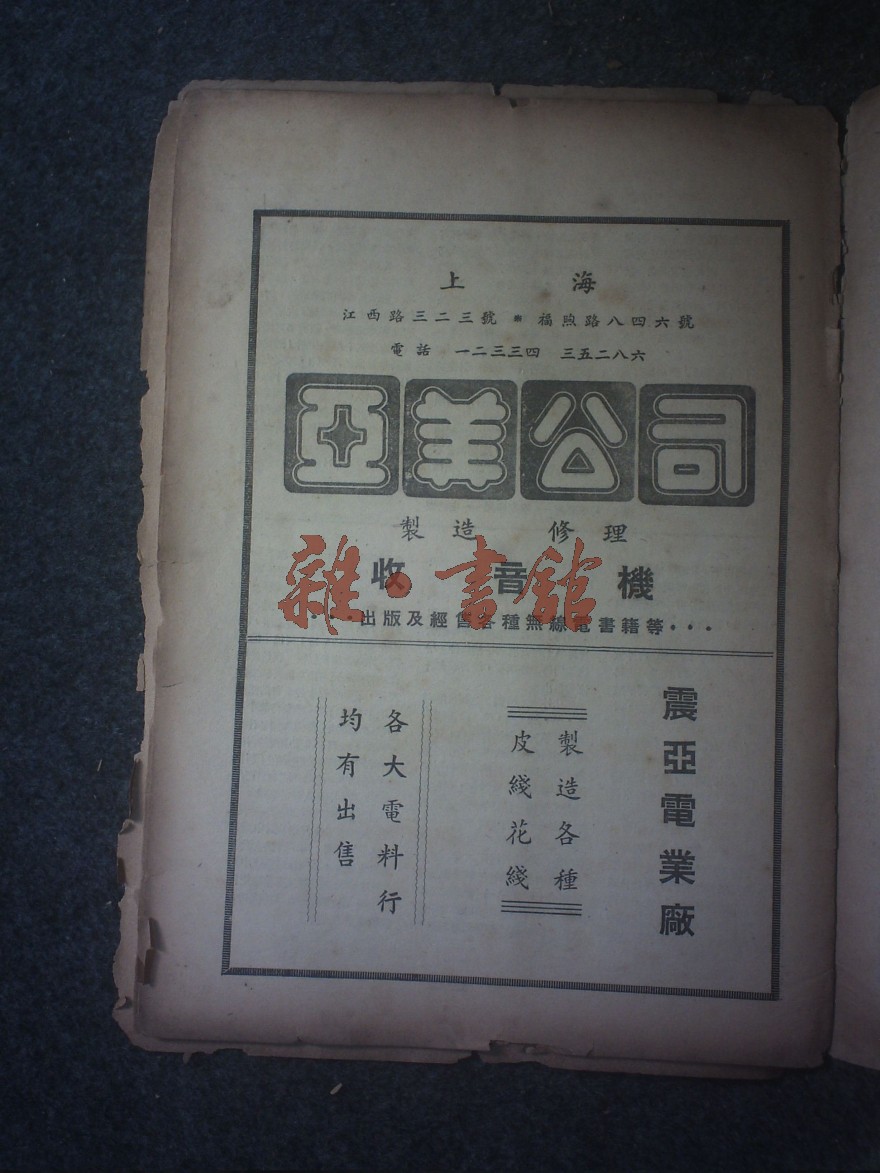 上海
江西路三二三號 福煦路八四六號
電話 一二三三四 三五二八六
亞美公司
製造 修理
收音機
雜·書舘
···出版及經售各種無線電書籍等···
震亞電業廠
製造各種
皮綫花綫
各大電料行
均有出售